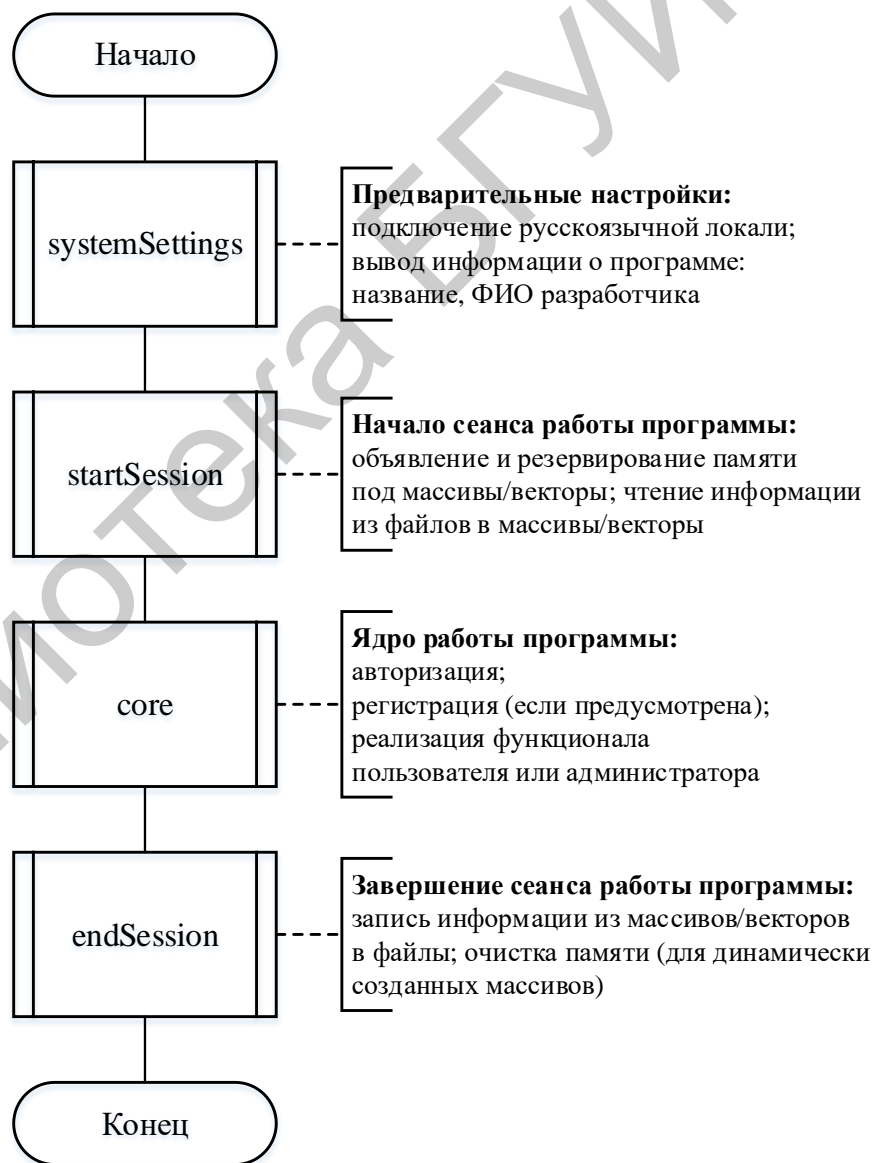 Начало
systemSettings
Предварительные настройки:
подключение русскоязычной локали;
вывод информации о программе:
название, ФИО разработчика
startSession
Начало сеанса работы программы:
объявление и резервирование памяти
под массивы/векторы; чтение информации
из файлов в массивы/векторы
core
Ядро работы программы:
авторизация;
регистрация (если предусмотрена);
реализация функционала
пользователя или администратора
endSession
Завершение сеанса работы программы:
запись информации из массивов/векторов
в файлы; очистка памяти (для динамически
созданных массивов)
Конец